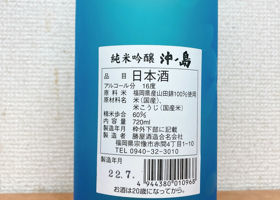 純米吟醸 沖ノ島
日本酒
アルコール分 16度
原料米 福岡県産山田錦100%使用
原材料 米(国産)、
米こうじ(国産米)
精米歩合 60%
内容量 720ml
製造年月 枠外下部に記載
製造者 勝屋酒造合名会社
福岡県宗像市赤間4丁目1-10
TEL 0940-32-3010
製造年月
22.7.
4 944380 010968
お酒は20歳になってから。